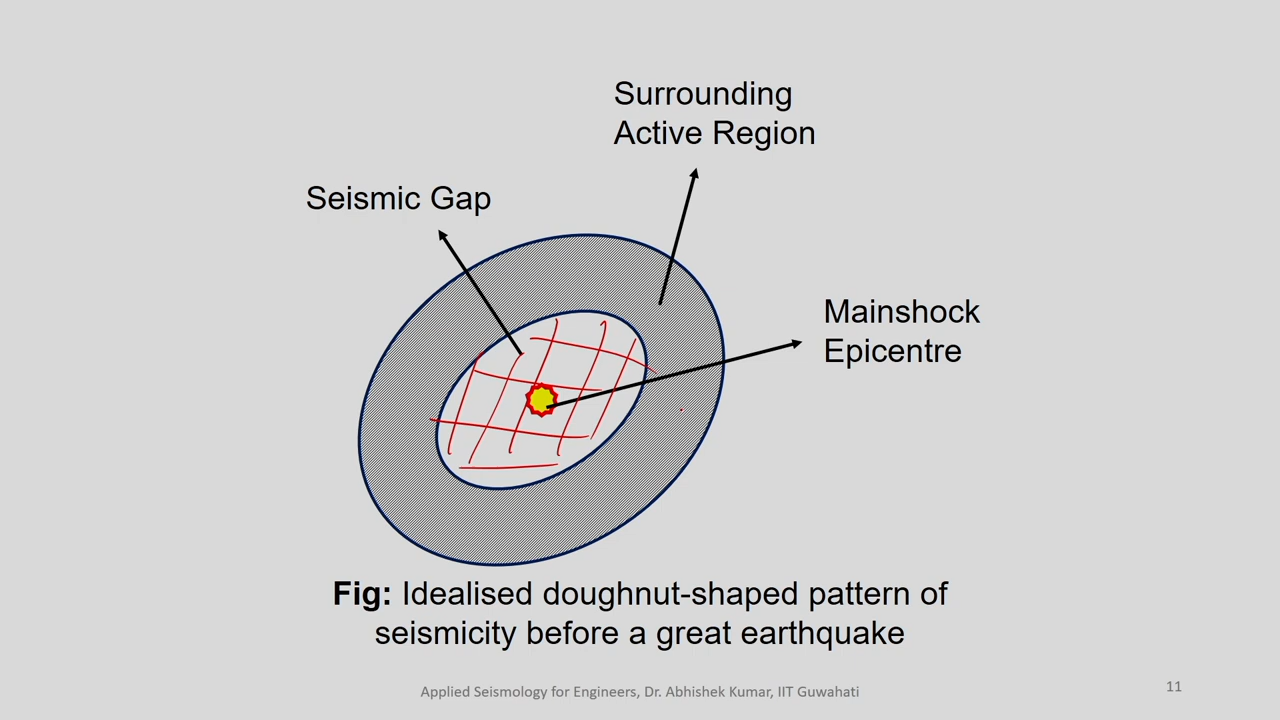 Surrounding
Active Region
Seismic Gap
Mainshock
Epicentre
Fig: Idealised doughnut-shaped pattern of
seismicity before a great earthquake
Applied Seismology for Engineers, Dr. Abhishek Kumar, IIT Guwahati
11